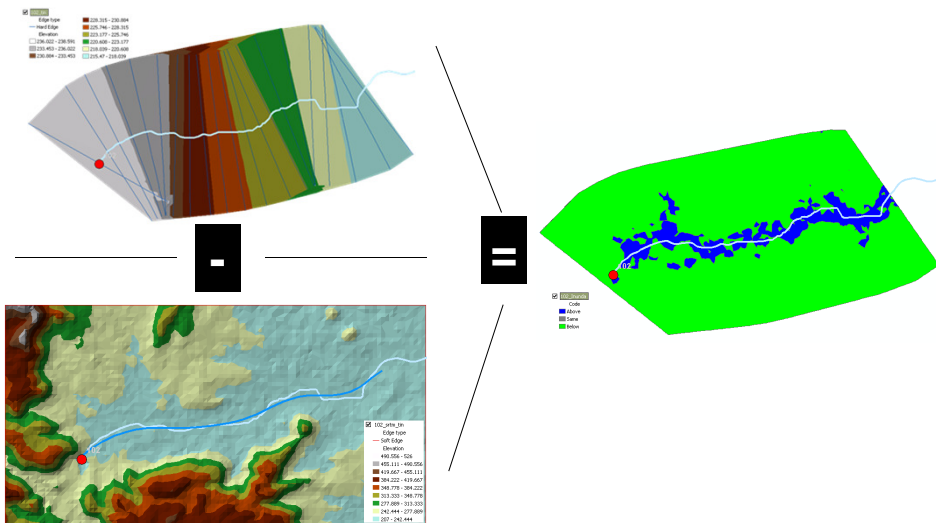 Edge type
Hard Edge
Elevation
236.022 - 238.591
233.453 - 236.022
230.884 - 233.453
228.315 - 230.884
225.746 - 228.315
223.177 - 225.746
220.608 - 223.177
218.039 - 220.608
215.47 - 218.039
-
=
102
Code
Above
Same
Below
102
102_srtm_tin
Edge type
Soft Edge
Elevation
490.556 - 526
455.111 - 490.556
419.667 - 455.111
384.222 - 419.667
348.778 - 384.222
313.333 - 348.778
277.889 - 313.333
242.444 - 277.889
207 - 242.444